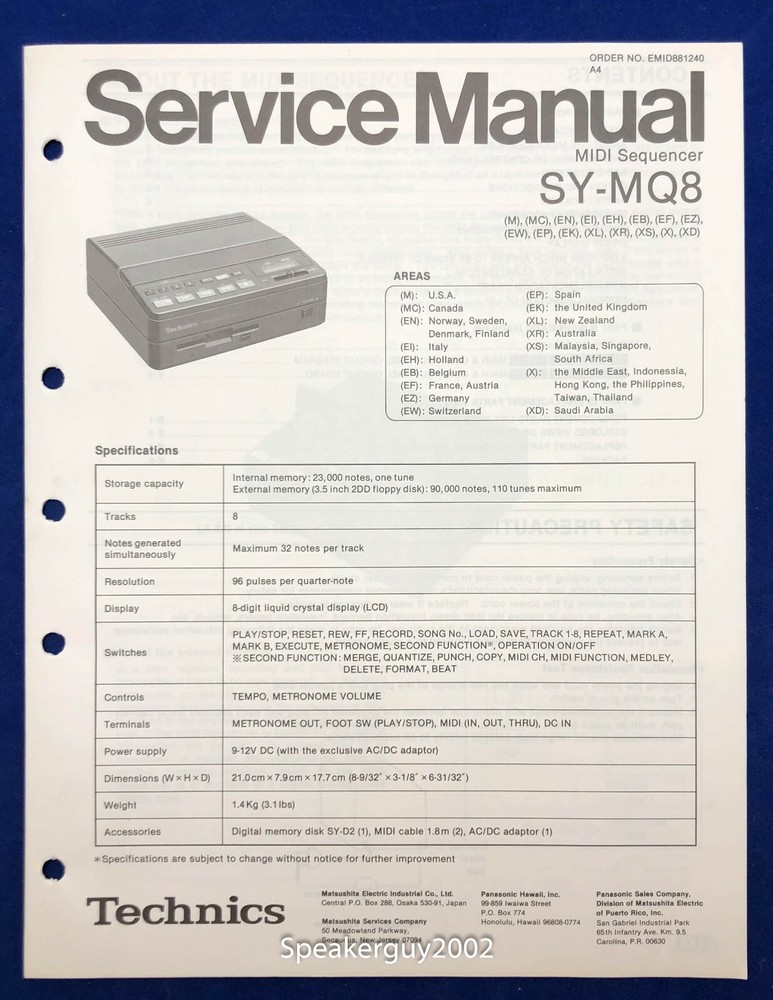 ORDER NO. EMID881240
A4
Service Manual
MIDI Sequencer
SY-MQ8
(M), (MC), (EN), (EI), (EH), (EB), (EF), (EZ),
(EW), (EP), (EK), (XL), (XR), (XS), (X), (XD)
Technics
AREAS
(M): U.S.A.
(MC): Canada
(EN): Norway, Sweden,
Denmark, Finland
(EI): Italy
(EH): Holland
(EB): Belgium
(EF): France, Austria
(EZ): Germany
(EW): Switzerland
(EP): Spain
(EK): the United Kingdom
(XL): New Zealand
(XR): Australia
(XS): Malaysia, Singapore,
South Africa
(X): the Middle East, Indonessia,
Hong Kong, the Philippines,
Taiwan, Thailand
(XD): Saudi Arabia
Specifications
Storage capacity
Internal memory: 23,000 notes, one tune
External memory (3.5 inch 2DD floppy disk): 90,000 notes, 110 tunes maximum
Tracks
8
Notes generated
simultaneously
Maximum 32 notes per track
Resolution
96 pulses per quarter-note
Display
8-digit liquid crystal display (LCD)
Switches
PLAY/STOP, RESET, REW, FF, RECORD, SONG No., LOAD, SAVE, TRACK 1-8, REPEAT, MARK A,
MARK B, EXECUTE, METRONOME, SECOND FUNCTION※, OPERATION ON/OFF
※SECOND FUNCTION: MERGE, QUANTIZE, PUNCH, COPY, MIDI CH, MIDI FUNCTION, MEDLEY,
DELETE, FORMAT, BEAT
Controls
TEMPO, METRONOME VOLUME
Terminals
METRONOME OUT, FOOT SW (PLAY/STOP), MIDI (IN, OUT, THRU), DC IN
Power supply
9-12V DC (with the exclusive AC/DC adaptor)
Dimensions (W×H×D)
21.0cm×7.9cm×17.7cm (8-9/32″×3-1/8″×6-31/32″)
Weight
1.4Kg (3.1lbs)
Accessories
Digital memory disk SY-D2 (1), MIDI cable 1.8m (2), AC/DC adaptor (1)
*Specifications are subject to change without notice for further improvement
Technics
Matsushita Electric Industrial Co., Ltd.
Central P.O. Box 288, Osaka 530-91, Japan
Matsushita Services Company
50 Meadowland Parkway,
Secaucus, New Jersey 07094
Panasonic Hawaii, Inc.
99-859 Iwaiwa Street
P.O. Box 774
Honolulu, Hawaii 96808-0774
Panasonic Sales Company,
Division of Matsushita Electric
of Puerto Rico, Inc.
San Gabriel Industrial Park
65th Infantry Ave. Km. 9.5
Carolina, P.R. 00630
Speakerguy2002